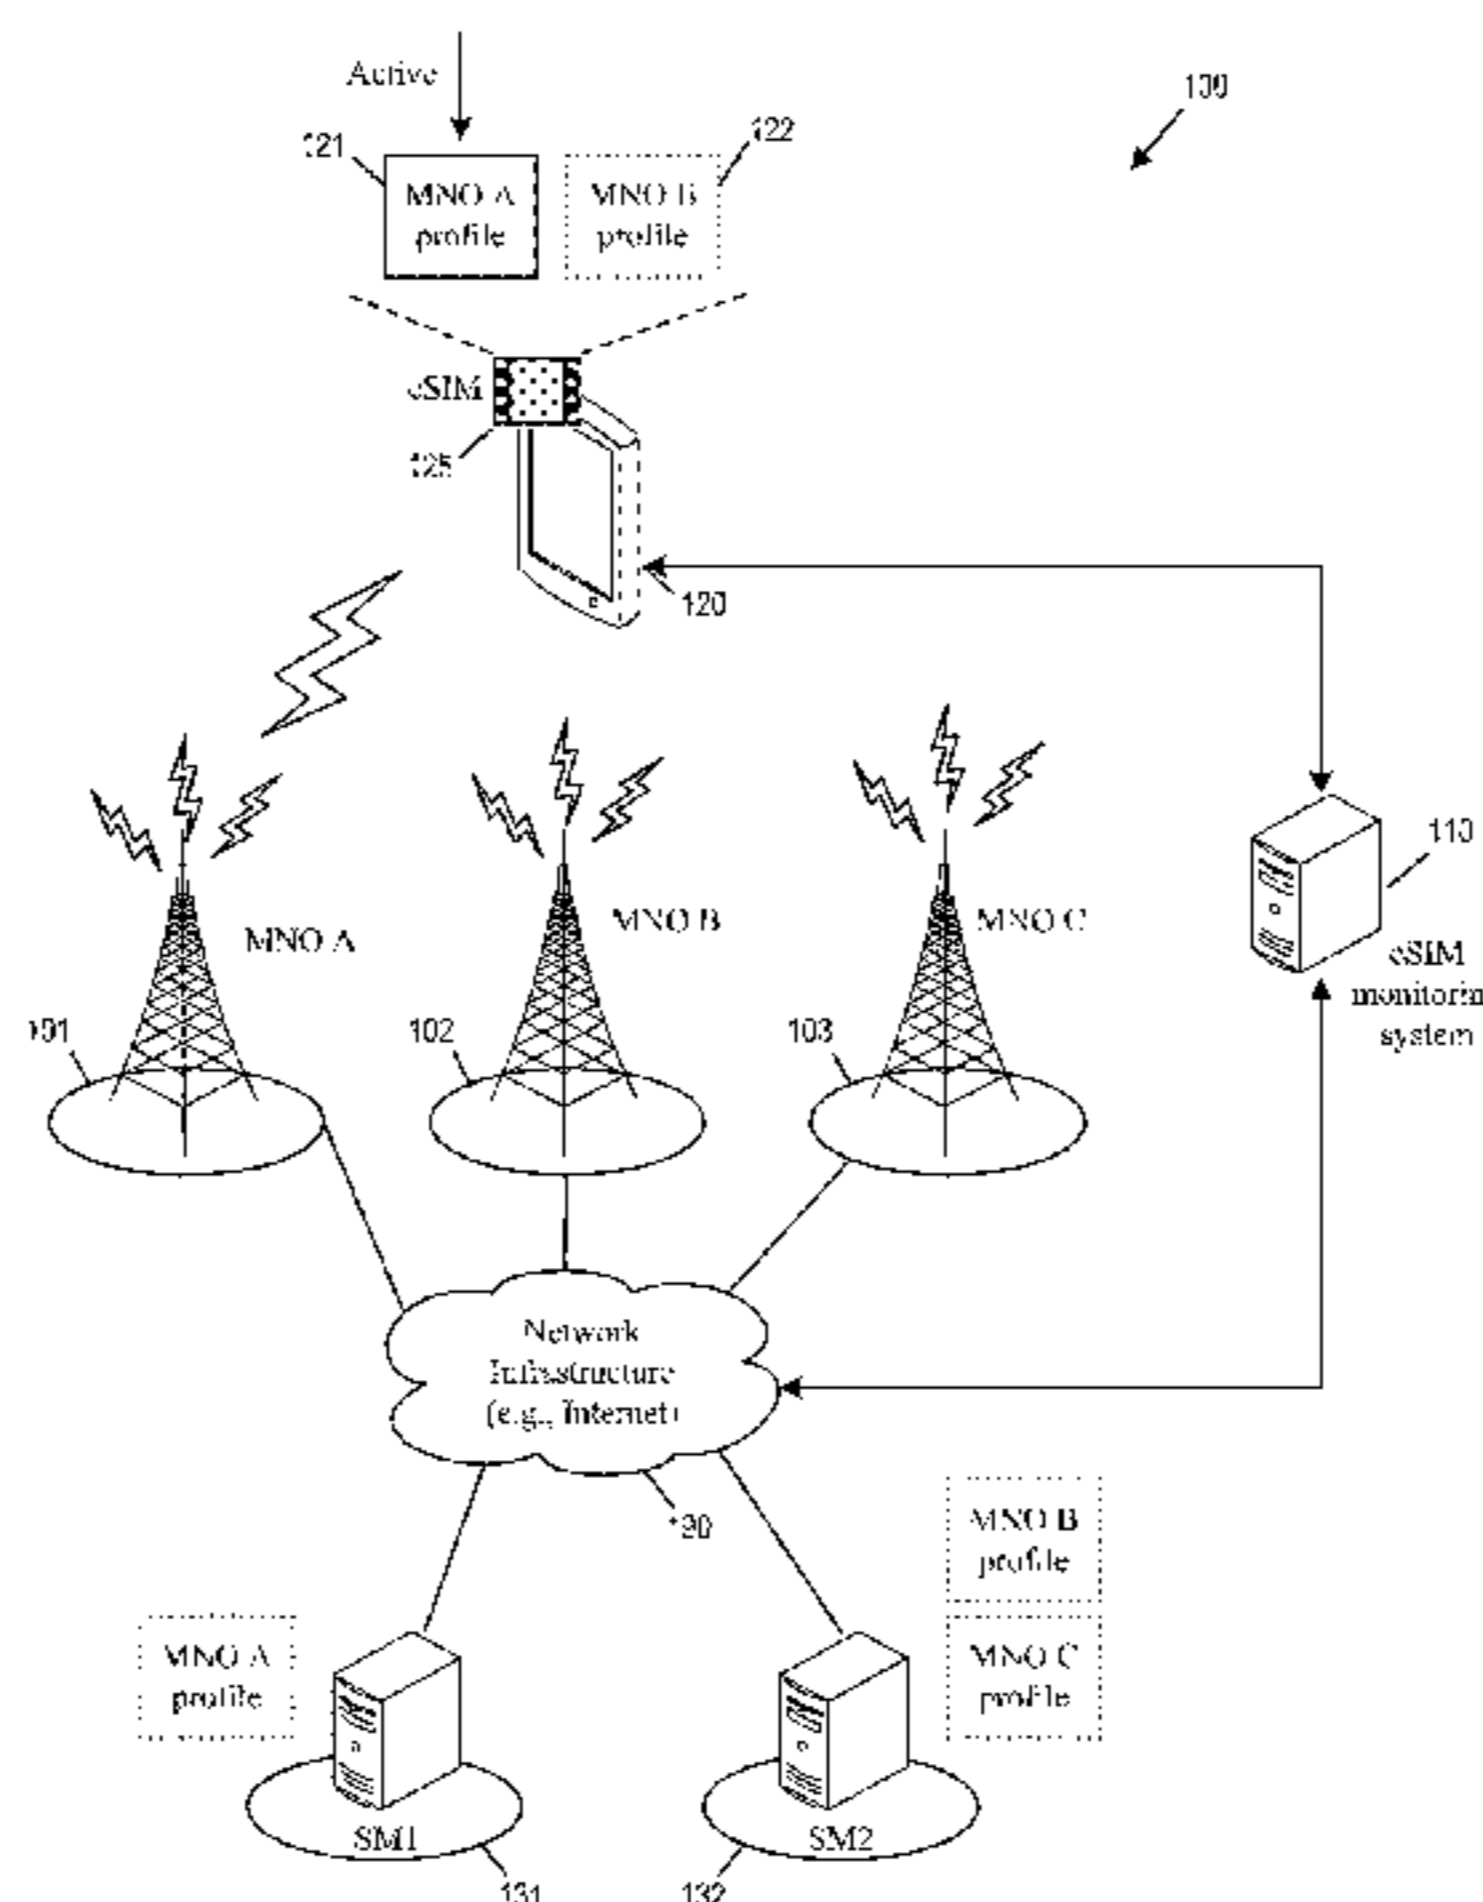 Active
100
121
122
MNO A
profile
MNO B
profile
eSIM
125
120
110
MNO A
MNO B
MNO C
eSIM
system
101
102
103
Network
Infrastructure
(e.g., Internet)
190
MNO B
profile
MNO A
profile
MNO C
profile
SM1
SM2
131
132